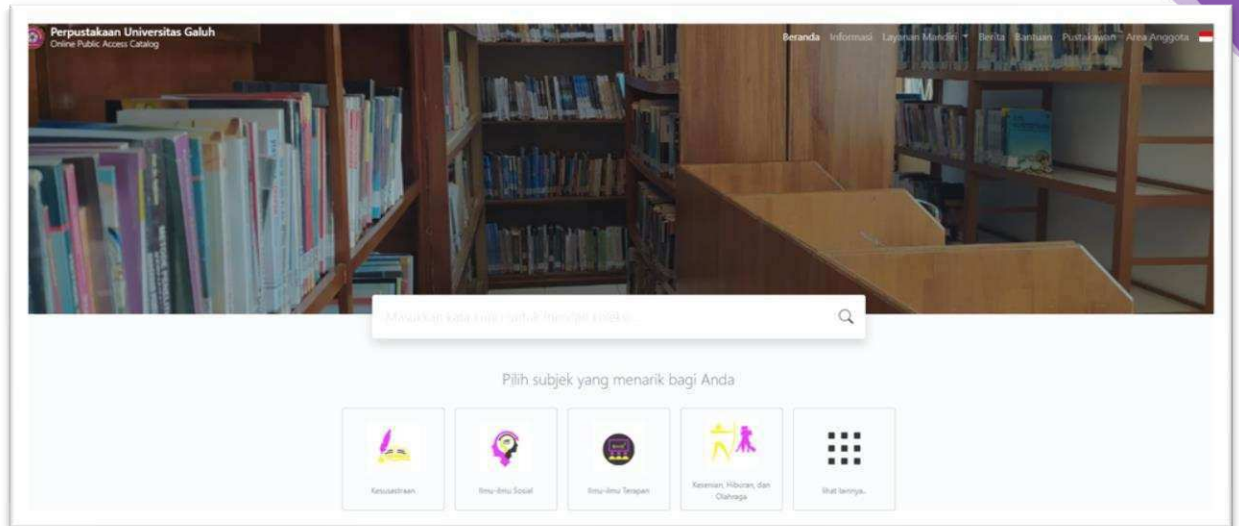 Perpustakaan Universitas Galuh
Online Public Access Catalog
Beranda Informasi Layanan Mandiri Berita Bantuan Pustakawan Area Anggota
Masukkan kata kunci untuk mencari koleksi...
Pilih subjek yang menarik bagi Anda
Kesusastraan
Ilmu-ilmu Sosial
Ilmu-ilmu Terapan
Kesenian, Hiburan, dan
Olahraga
lihat lainnya..